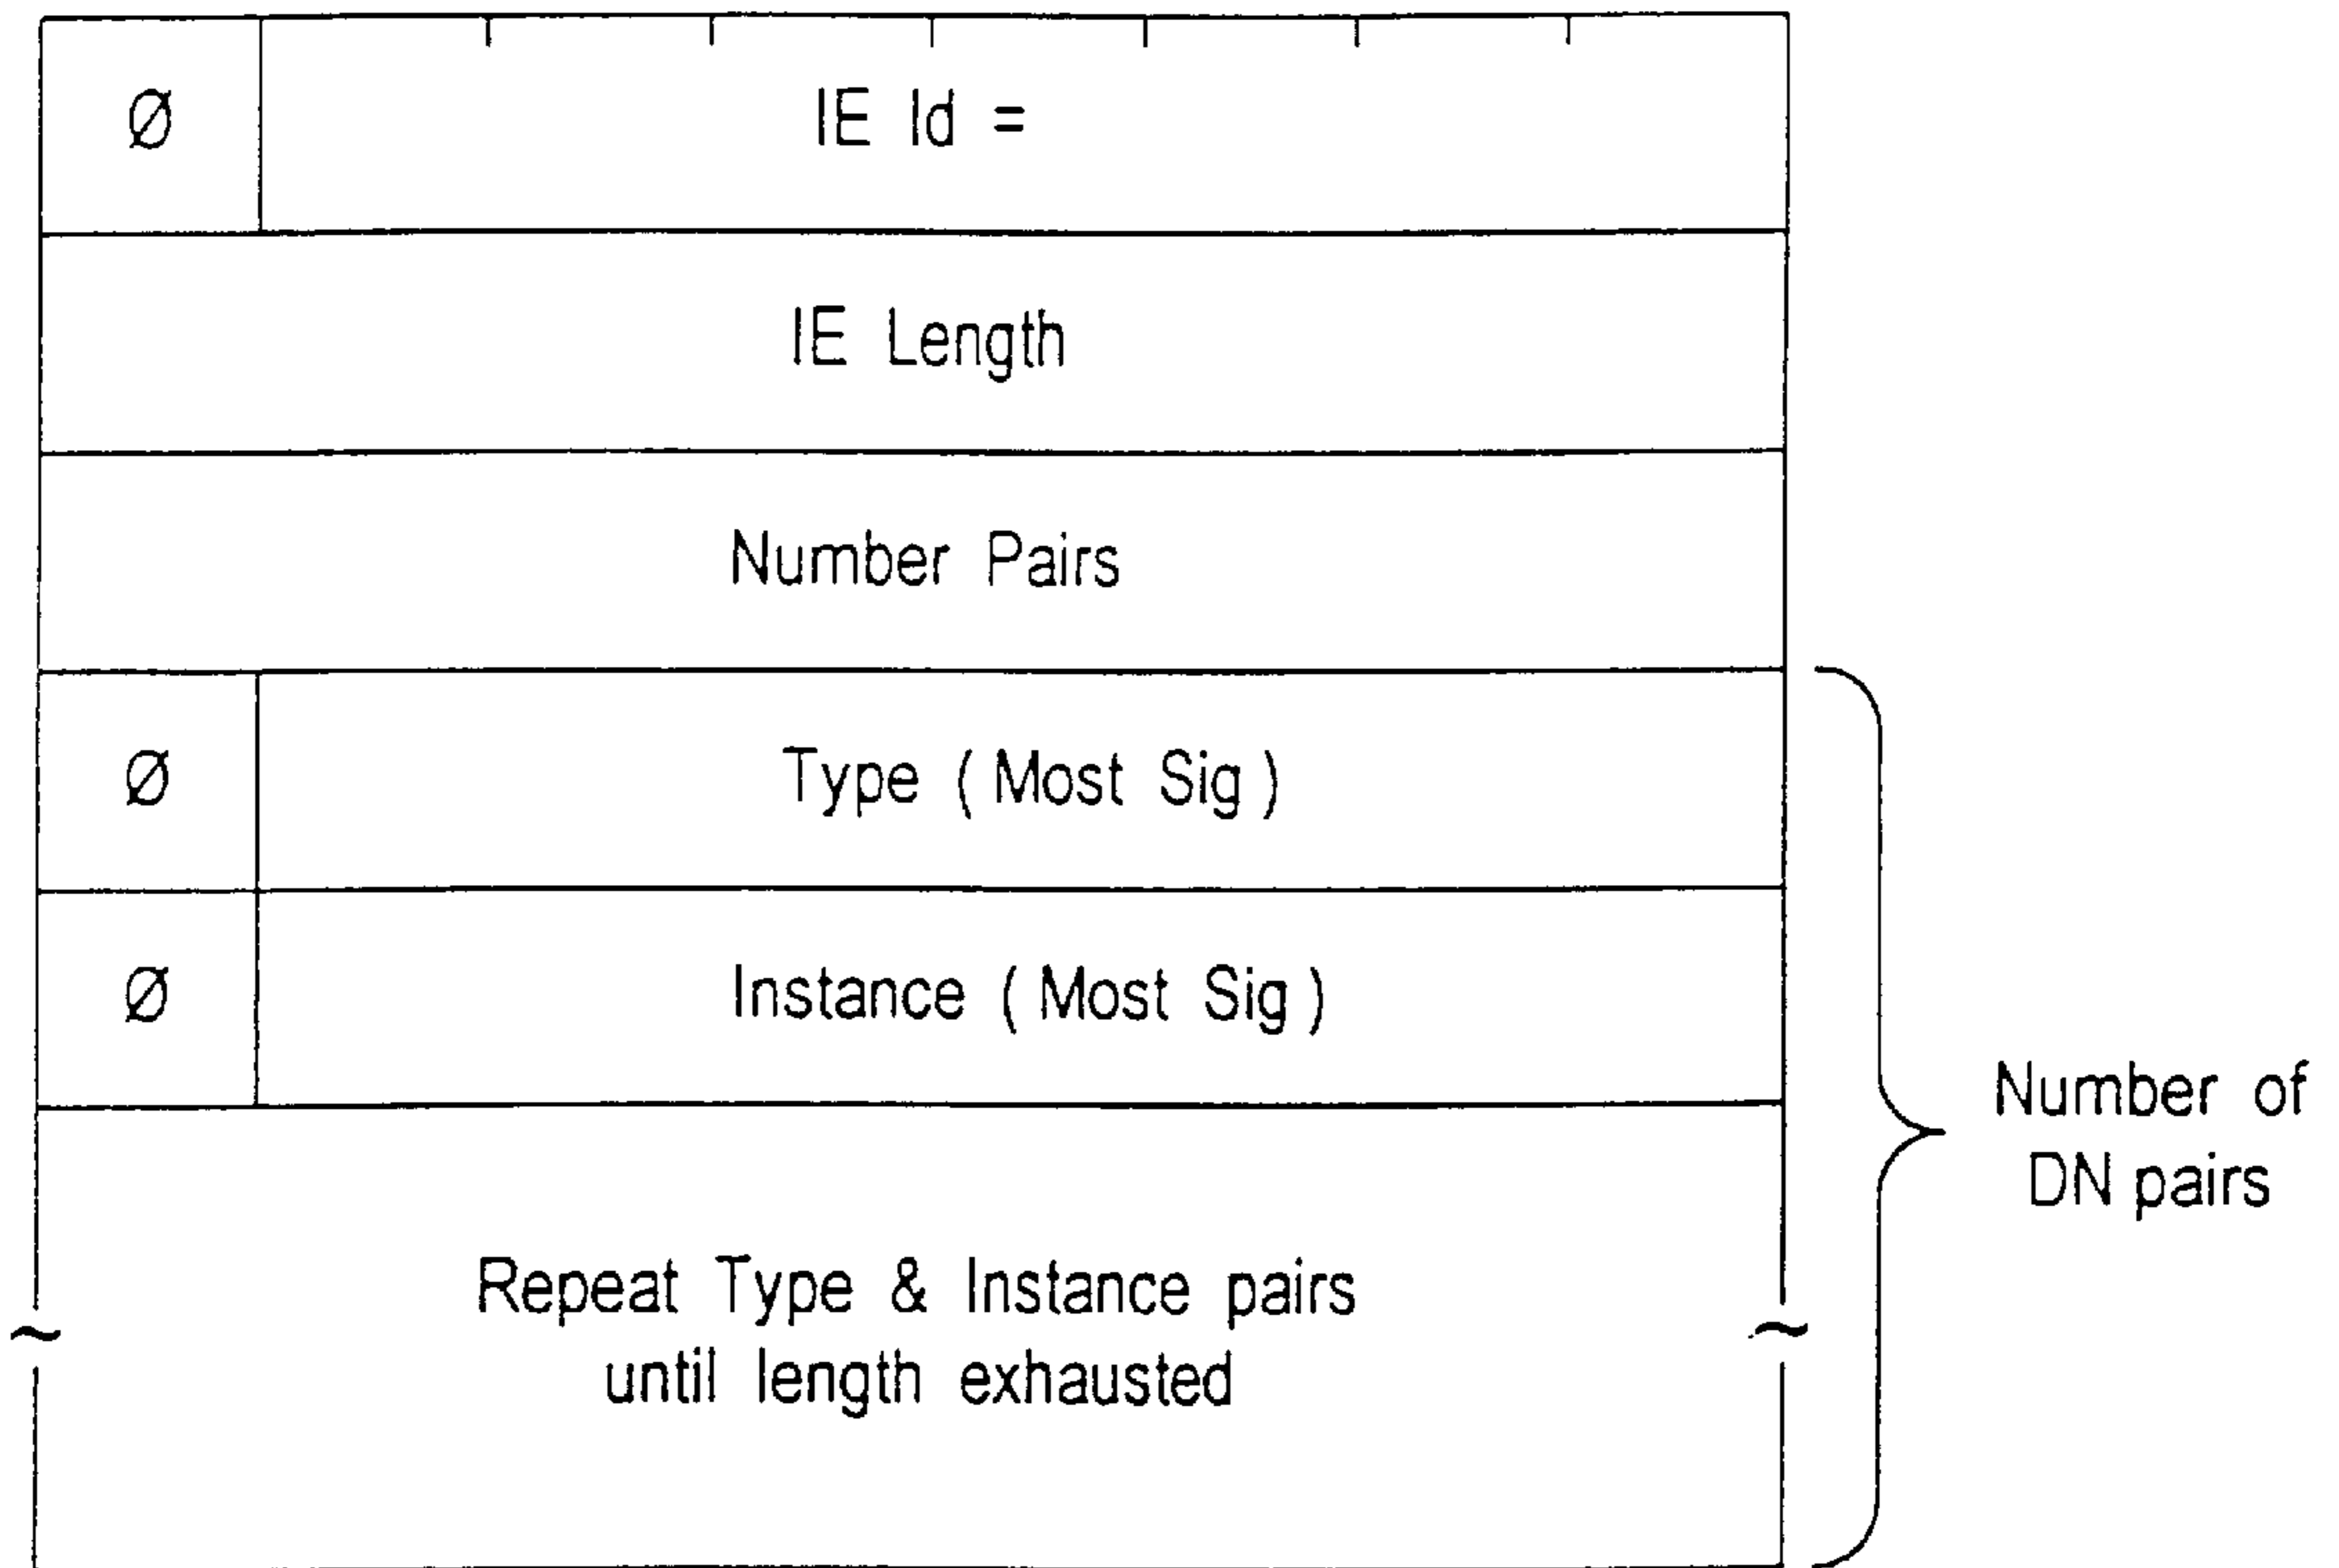 Ø IE Id =
IE Length
Number Pairs
Ø Type ( Most Sig )
Ø Instance ( Most Sig )
Repeat Type & Instance pairs
until length exhausted
Number of
DN pairs